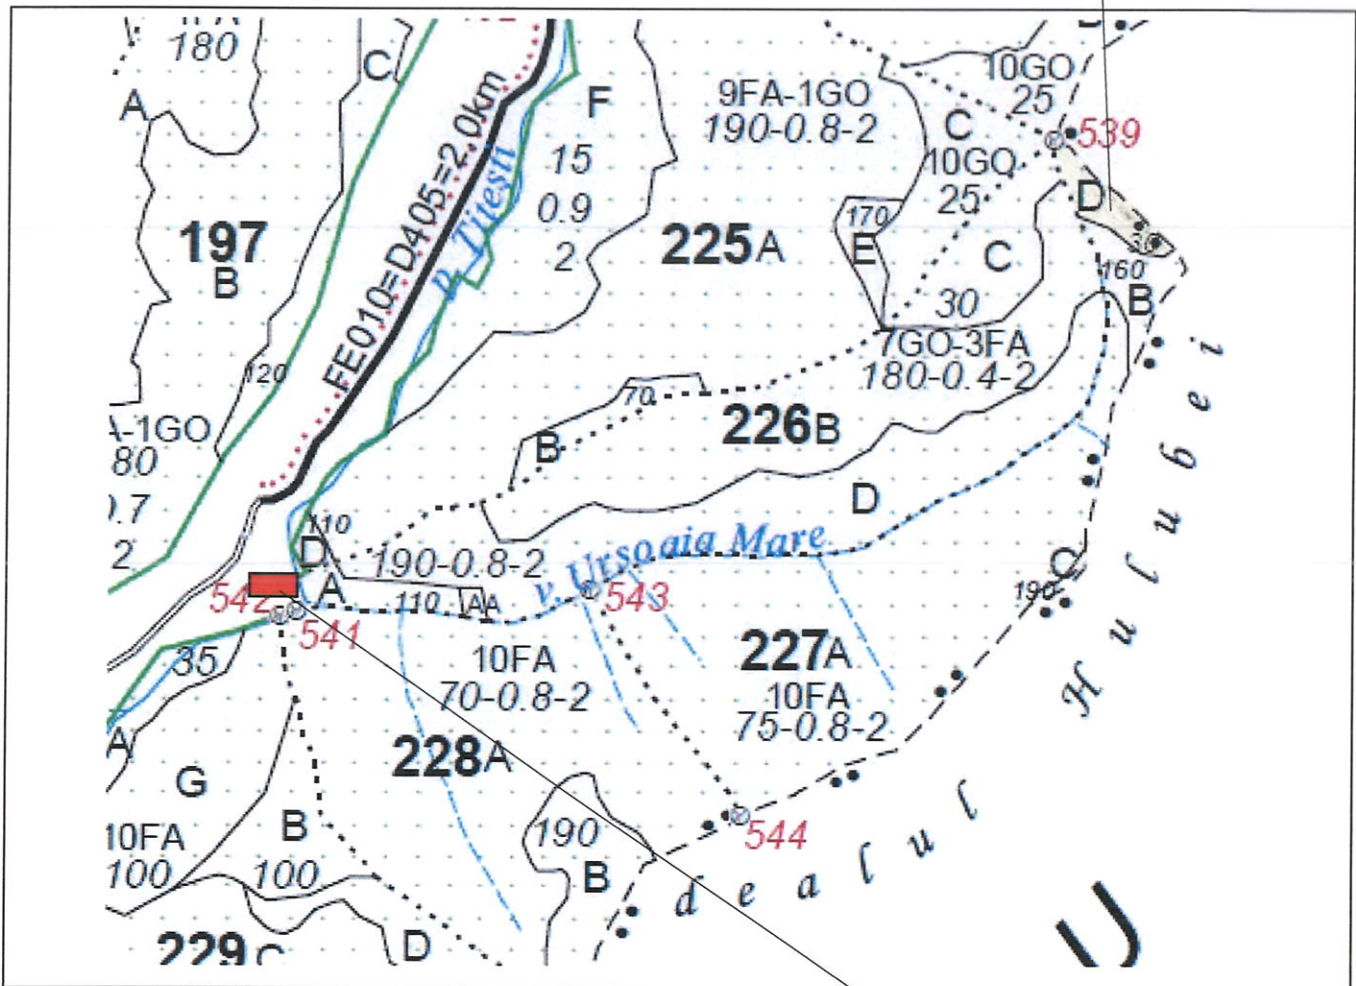 180
C
A
F
9FA-1GO
190-0.8-2
10GO
25
C
539
10GO
25
15
0.9
2
D
170
E
C
197
B
FE010=D405=2.0km
p. Titești
225A
160
B
30
7GO-3FA
180-0.4-2
120
70
226B
B
A-1GO
80
0.7
2
D
110
D
190-0.8-2
v. Ursoaia Mare
542
A
110
AA
543
541
C
190
35
10FA
70-0.8-2
227A
10FA
75-0.8-2
dealul Hulubei
A
G
228A
B
190
544
10FA
100
100
B
229C
D
U